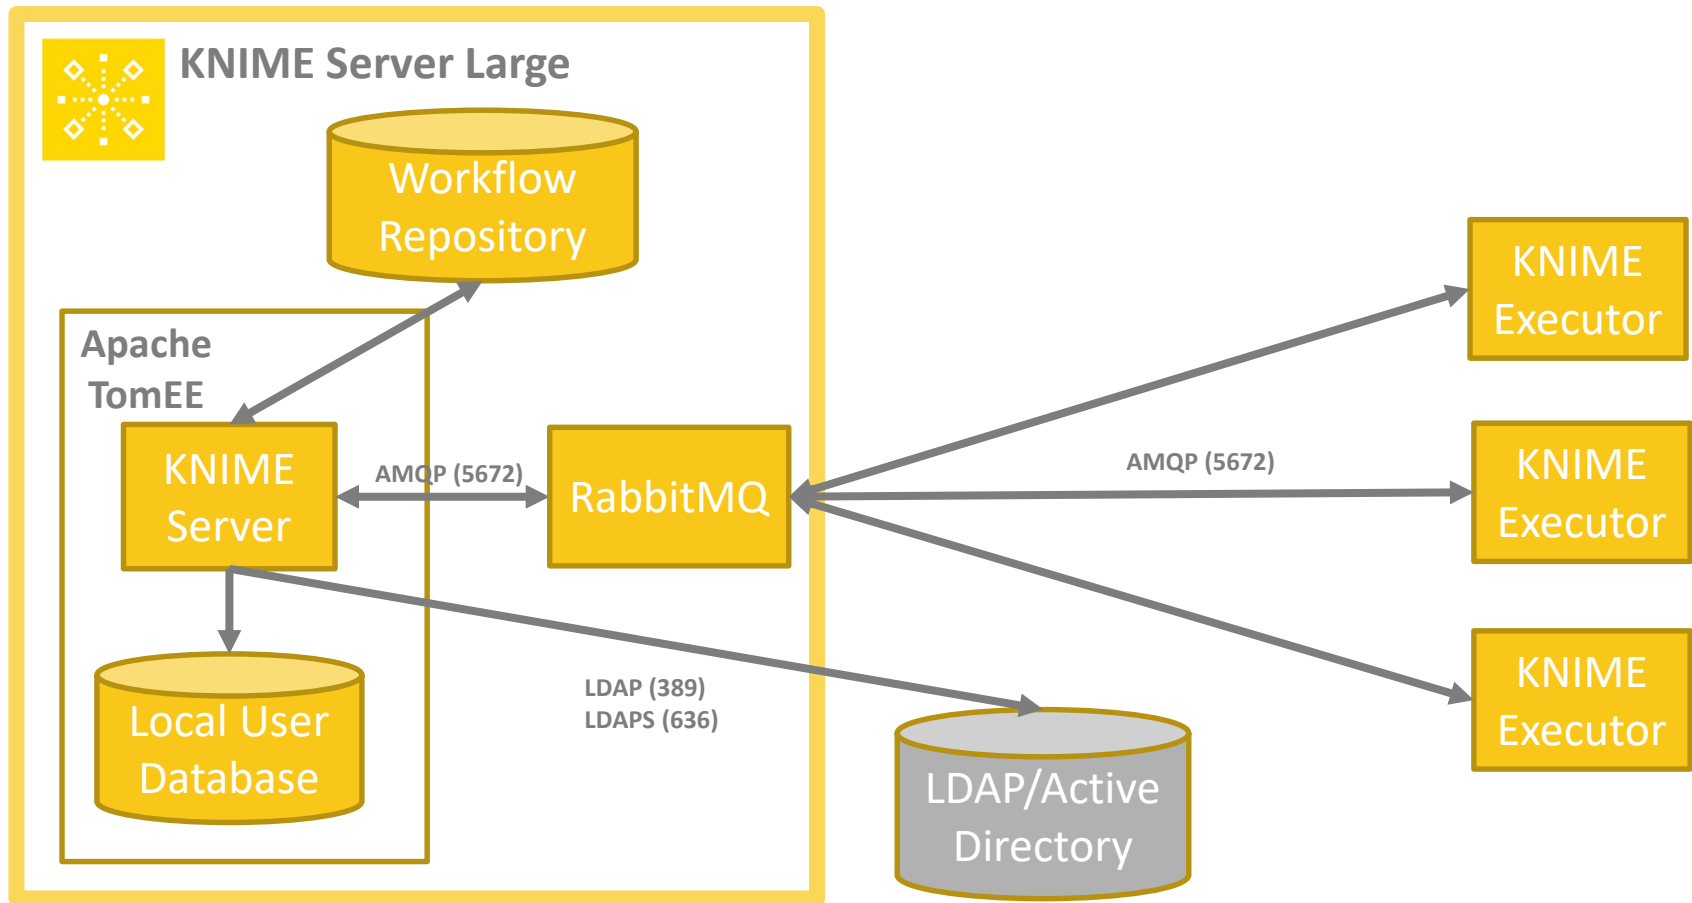 KNIME Server Large
Workflow
Repository
Apache
TomEE
KNIME
Server
AMQP (5672)
RabbitMQ
AMQP (5672)
KNIME
Executor
KNIME
Executor
KNIME
Executor
Local User
Database
LDAP (389)
LDAPS (636)
LDAP/Active
Directory